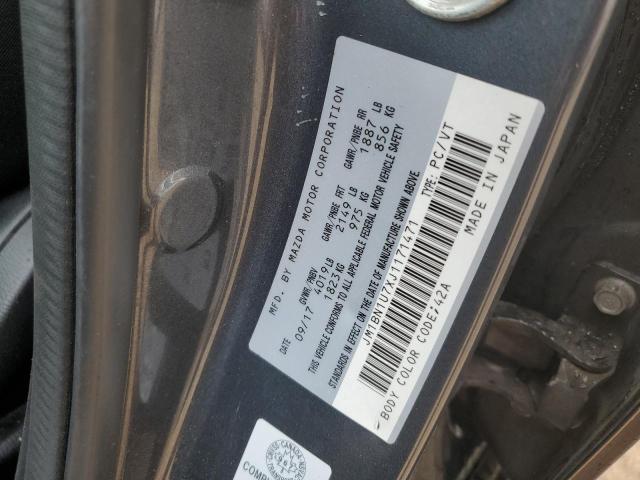 MFD. BY MAZDA MOTOR CORPORATION
DATE GVWR/PNBV GAWR/PNBE FRT GAWR/PNBE RR
09/17 4019 LB 2149 LB 1887 LB
1823 KG 975 KG 856 KG
THIS VEHICLE CONFORMS TO ALL APPLICABLE FEDERAL MOTOR VEHICLE SAFETY
STANDARDS IN EFFECT ON THE DATE OF MANUFACTURE SHOWN ABOVE.
JM1BN1U7XJ1171471 TYPE: PC/VT
BODY COLOR CODE:42A MADE IN JAPAN
CANADA